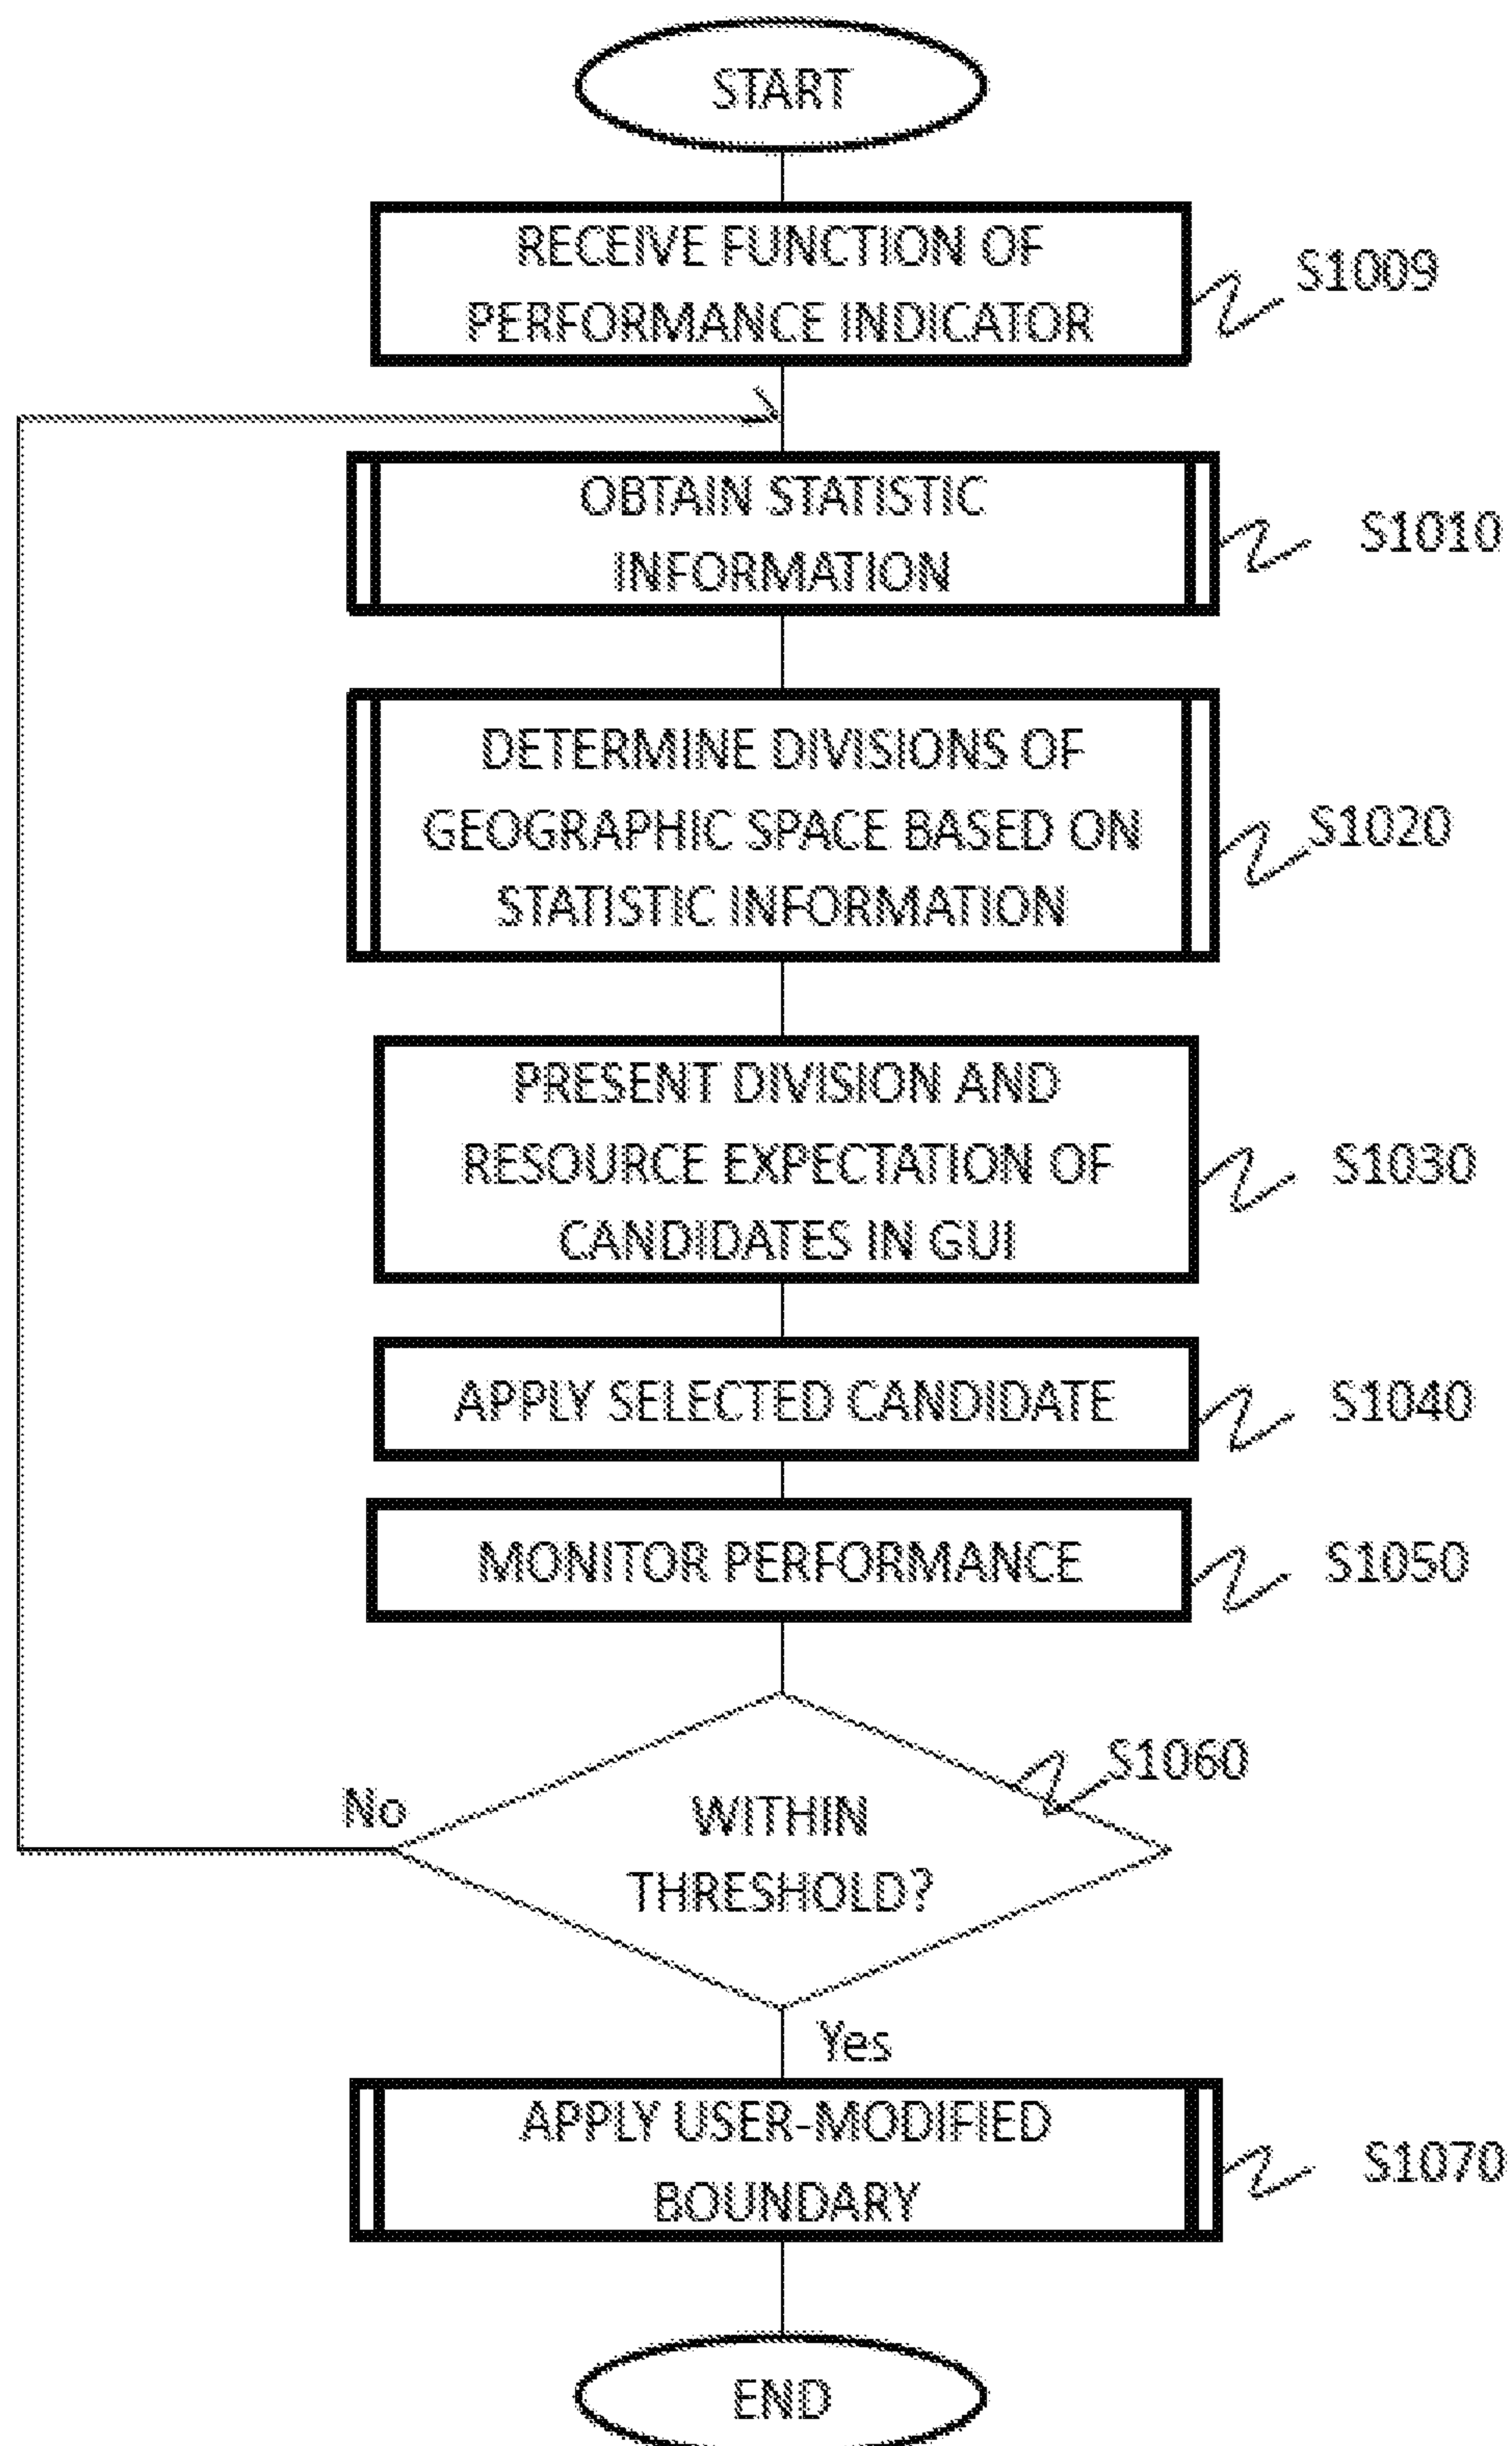 START
RECEIVE FUNCTION OF
PERFORMANCE INDICATOR
S1009
OBTAIN STATISTIC
INFORMATION
S1010
DETERMINE DIVISIONS OF
GEOGRAPHIC SPACE BASED ON
STATISTIC INFORMATION
S1020
PRESENT DIVISION AND
RESOURCE EXPECTATION OF
CANDIDATES IN GUI
S1030
APPLY SELECTED CANDIDATE
S1040
MONITOR PERFORMANCE
S1050
S1060
No
WITHIN
THRESHOLD?
Yes
APPLY USER-MODIFIED
BOUNDARY
S1070
END